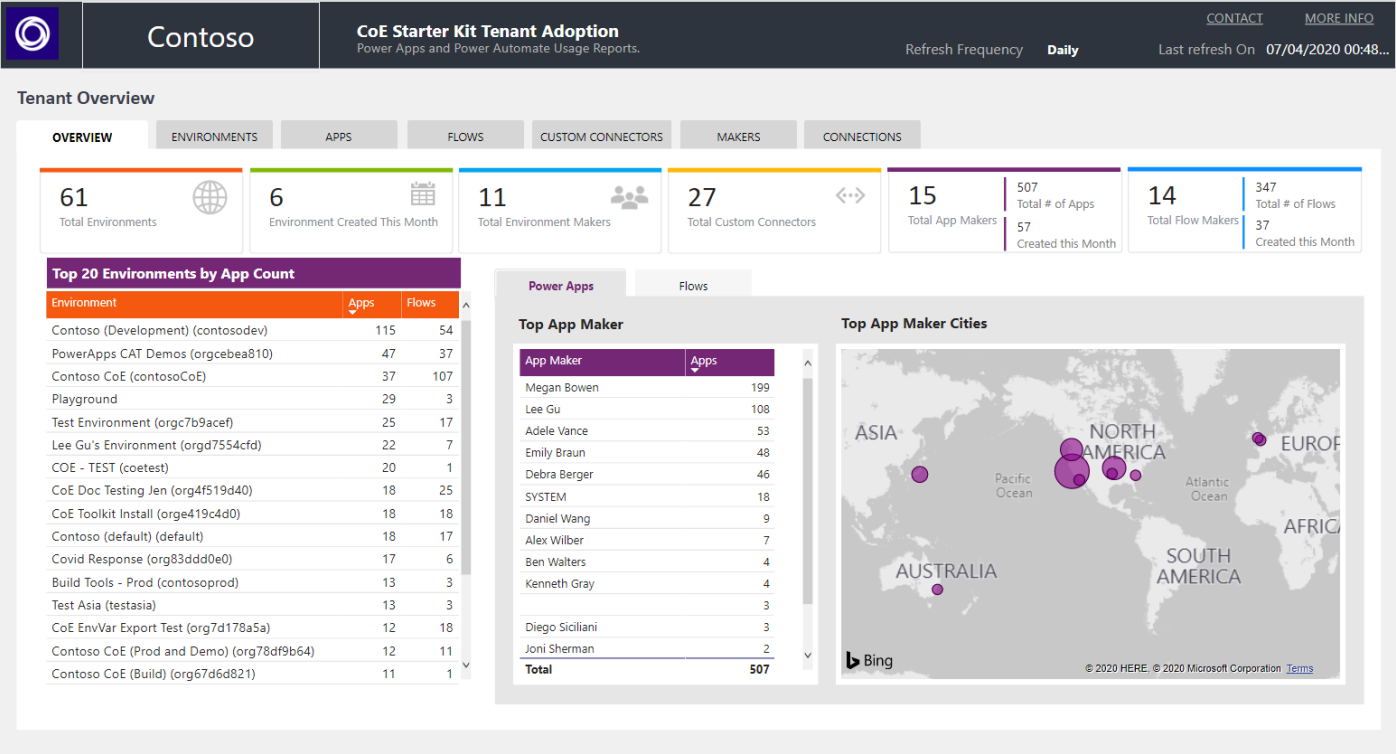 Contoso
CoE Starter Kit Tenant Adoption
Power Apps and Power Automate Usage Reports.
CONTACT MORE INFO
Refresh Frequency Daily Last refresh On 07/04/2020 00:48...
Tenant Overview
OVERVIEW ENVIRONMENTS APPS FLOWS CUSTOM CONNECTORS MAKERS CONNECTIONS
61
Total Environments
6
Environment Created This Month
11
Total Environment Makers
27
Total Custom Connectors
15
Total App Makers
507
Total # of Apps
57
Created this Month
14
Total Flow Makers
347
Total # of Flows
37
Created this Month
Top 20 Environments by App Count
Environment Apps Flows
Contoso (Development) (contosodev) 115 54
PowerApps CAT Demos (orgcebea810) 47 37
Contoso CoE (contosoCoE) 37 107
Playground 29 3
Test Environment (orgc7b9acef) 25 17
Lee Gu's Environment (orgd7554cfd) 22 7
COE - TEST (coetest) 20 1
CoE Doc Testing Jen (org4f519d40) 18 25
CoE Toolkit Install (orge419c4d0) 18 18
Contoso (default) (default) 18 17
Covid Response (org83ddd0e0) 17 6
Build Tools - Prod (contosoprod) 13 3
Test Asia (testasia) 13 3
CoE EnvVar Export Test (org7d178a5a) 12 18
Contoso CoE (Prod and Demo) (org78df9b64) 12 11
Contoso CoE (Build) (org67d6d821) 11 1
Power Apps Flows
Top App Maker
App Maker Apps
Megan Bowen 199
Lee Gu 108
Adele Vance 53
Emily Braun 48
Debra Berger 46
SYSTEM 18
Daniel Wang 9
Alex Wilber 7
Ben Walters 4
Kenneth Gray 4
3
Diego Siciliani 3
Joni Sherman 2
Total 507
Top App Maker Cities
ASIA
NORTH
AMERICA
EUROP
Pacific
Ocean
Atlantic
Ocean
AFRICA
SOUTH
AMERICA
AUSTRALIA
Bing
© 2020 HERE, © 2020 Microsoft Corporation Terms